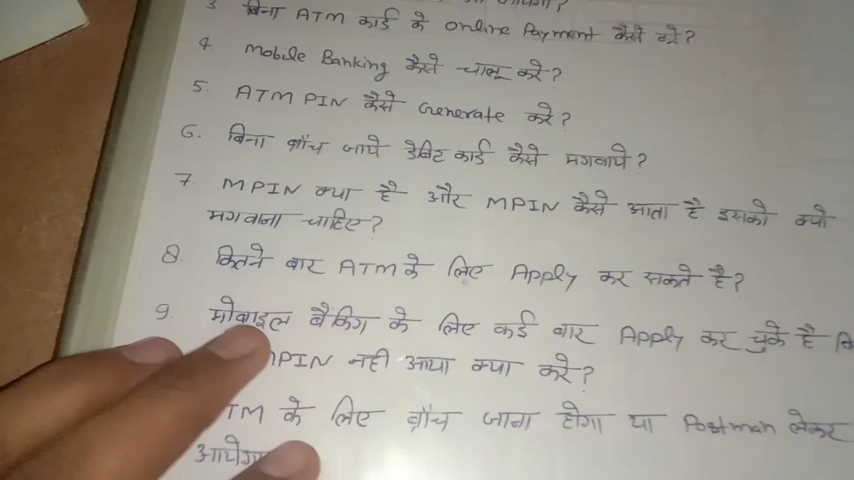 3 बिना ATM कार्ड के online Payment कैसे करे?
4. Mobile Banking कैसे चालू करे?
5. ATM PIN कैसे Generate करे?
6. बिना ब्रांच जाये डेबिट कार्ड कैसे मगवाये?
7. MPIN क्या है और MPIN कैसे आता है इसको क्यो
मगवाना चाहिए?
8. कितने बार ATM के लिए Apply कर सकते है?
9. मोबाइल बैकिंग के लिए कई बार Apply कर चुके है
MPIN नही आया क्या करे?
TM के लिए ब्रांच जाना होगा या Postman लेकर
आयेगा